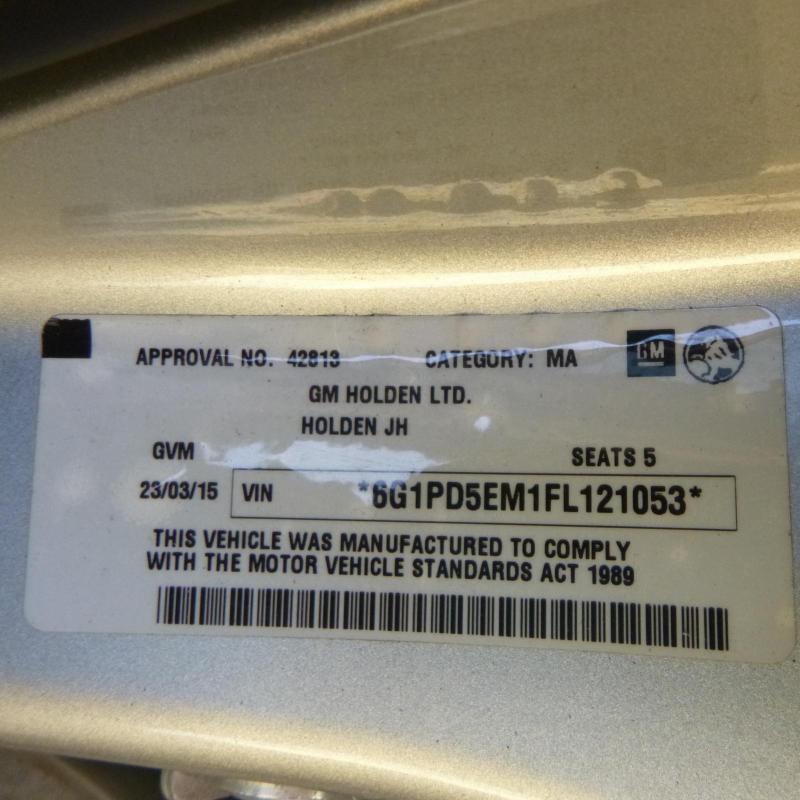 APPROVAL NO. 42813 CATEGORY: MA GM
GM HOLDEN LTD.
HOLDEN JH
GVM SEATS 5
23/03/15 VIN *6G1PD5EM1FL121053*
THIS VEHICLE WAS MANUFACTURED TO COMPLY
WITH THE MOTOR VEHICLE STANDARDS ACT 1989